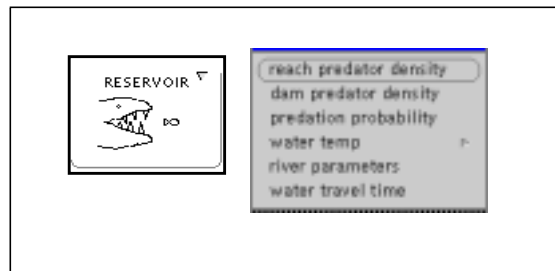 RESERVOIR
reach predator density
dam predator density
predation probability
water temp
river parameters
water travel time